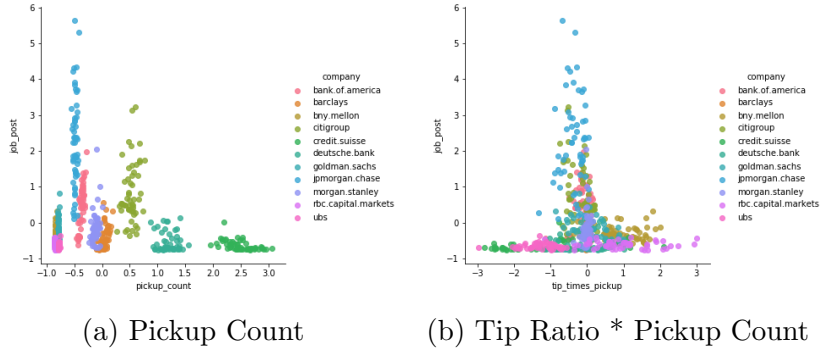 6
5
4
3
2
1
0
−1
job_post
−1.0 −0.5 0.0 0.5 1.0 1.5 2.0 2.5 3.0
pickup_count
company
bank.of.america
barclays
bny.mellon
citigroup
credit.suisse
deutsche.bank
goldman.sachs
jpmorgan.chase
morgan.stanley
rbc.capital.markets
ubs
(a) Pickup Count
6
5
4
3
2
1
0
−1
job_post
−3 −2 −1 0 1 2 3
tip_times_pickup
company
bank.of.america
barclays
bny.mellon
citigroup
credit.suisse
deutsche.bank
goldman.sachs
jpmorgan.chase
morgan.stanley
rbc.capital.markets
ubs
(b) Tip Ratio * Pickup Count